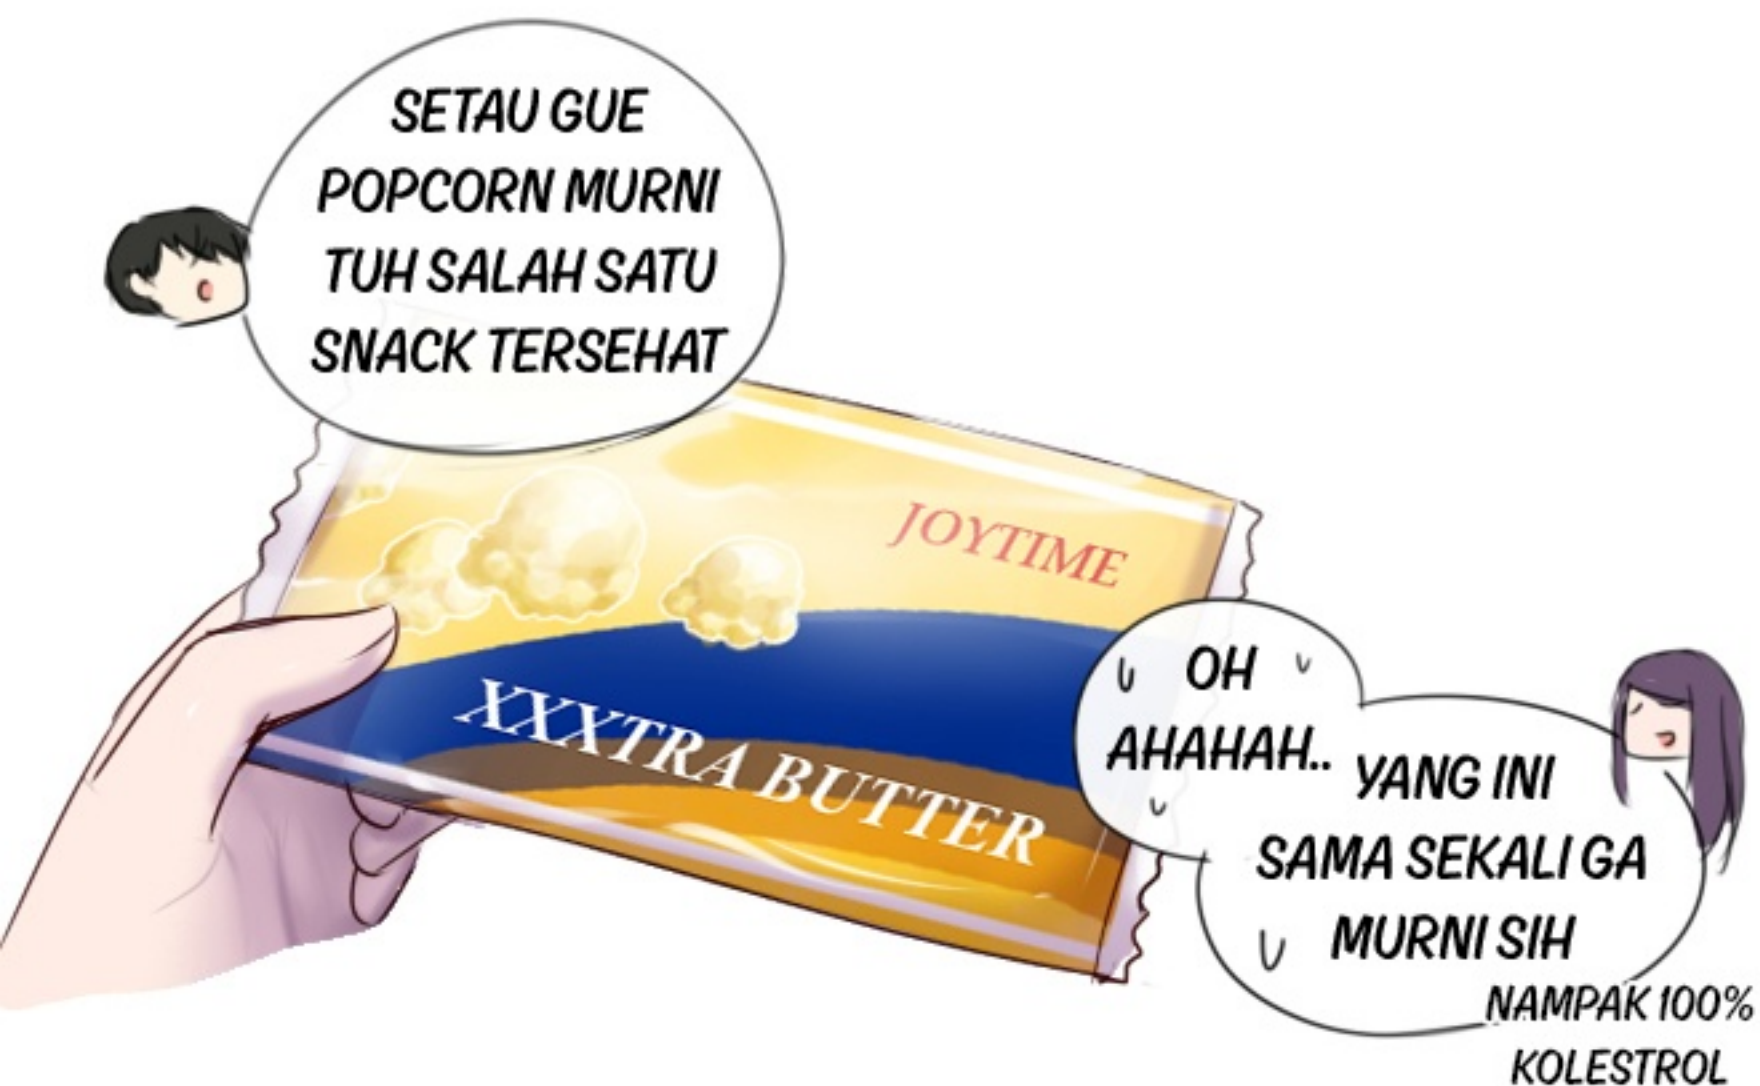 SETAU GUE
POPCORN MURNI
TUH SALAH SATU
SNACK TERSEHAT
JOYTIME
XXXTRA BUTTER
OH
AHAHAH..
YANG INI
SAMA SEKALI GA
MURNI SIH
NAMPAK 100%
KOLESTROL